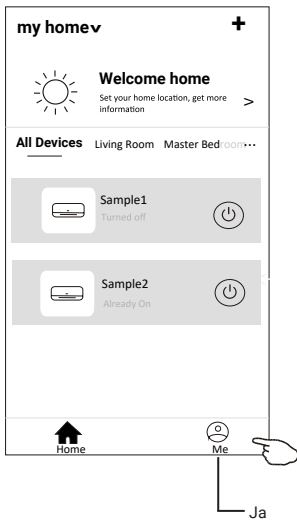 my home
+
Welcome home
Set your home location, get more
information
>
All Devices Living Room Master Bedroom...
Sample1
Turned off
Sample2
Already On
Home
Me
Ja